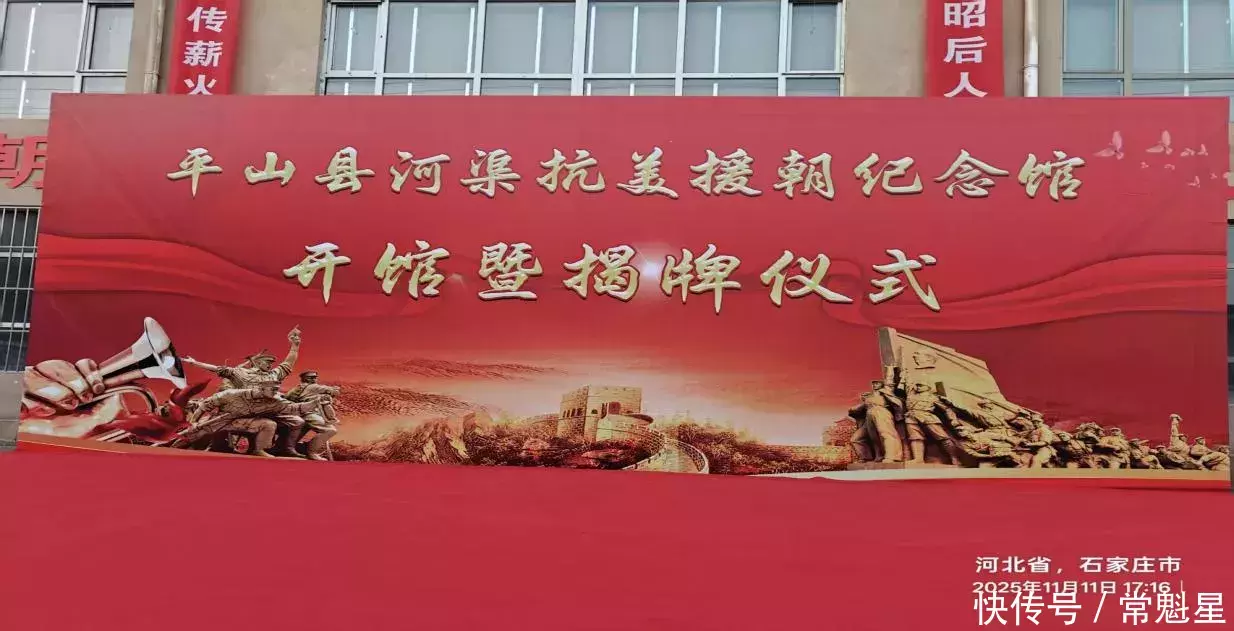 传薪火
昭后人
朝
平山县河渠抗美援朝纪念馆
开馆暨揭牌仪式
河北省，石家庄市
2025年11月11日 17:16
快传号 / 常魁星